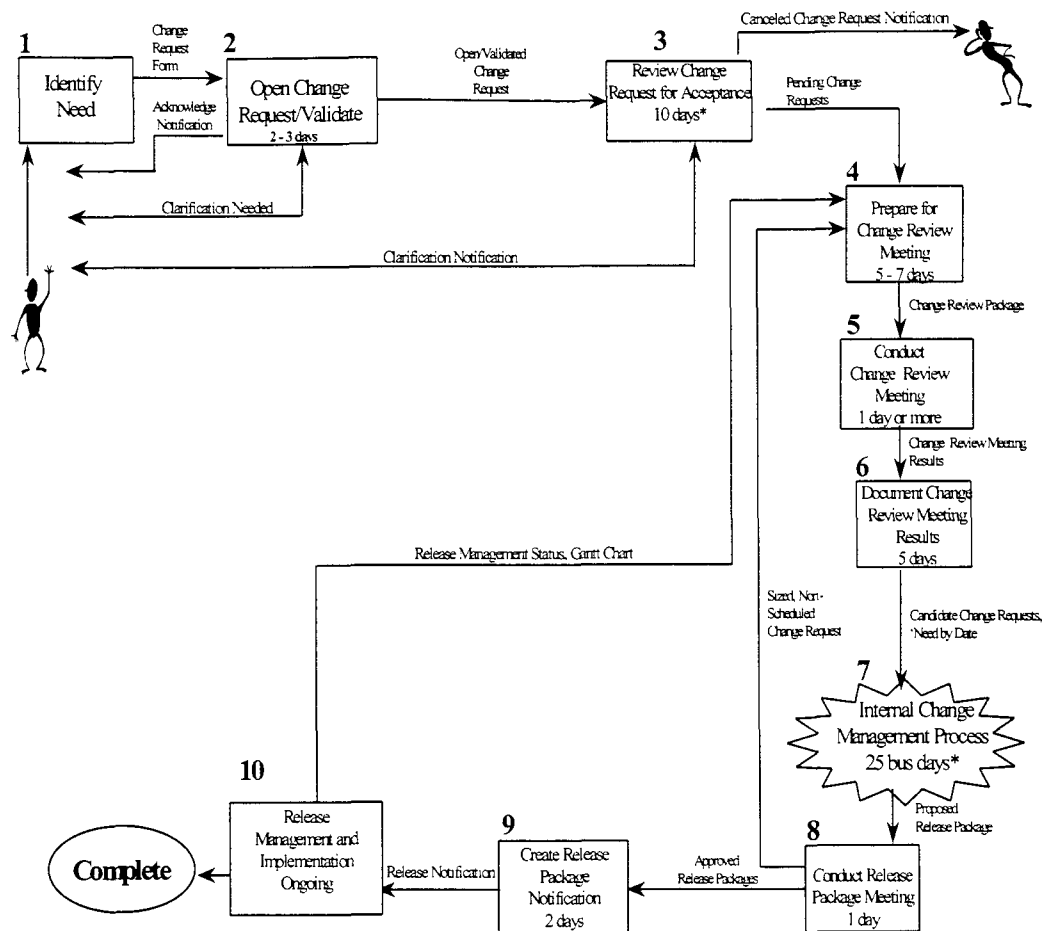 Canceled Change Request Notification
1
Change
Request
Form
2
3
Identify
Need
Open Change
Request/Validate
2 - 3 days
Open/Validated
Change
Request
Review Change
Request for Acceptance
10 days*
Pending Change
Requests
Acknowledge
Notification
Clarification Needed
Clarification Notification
4
Prepare for
Change Review
Meeting
5 - 7 days
Change Review Package
5
Conduct
Change Review
Meeting
1 day or more
Change Review Meeting
Results
6
Document Change
Review Meeting
Results
5 days
Release Management Status, Gantt Chart
Sized, Non-
Scheduled
Change Request
Candidate Change Requests,
'Need by Date
7
Internal Change
Management Process
25 bus days*
Proposed
Release Package
10
Release
Management and
Implementation
Ongoing
Complete
Release Notification
9
Create Release
Package
Notification
2 days
Approved
Release Packages
8
Conduct Release
Package Meeting
1 day